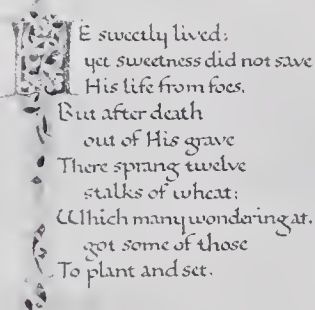 HE sweetly lived;
yet sweetness did not save
His life from foes.
But after death
out of His grave
There sprang twelve
stalks of wheat;
Which many wondering at,
got some of those
To plant and set.